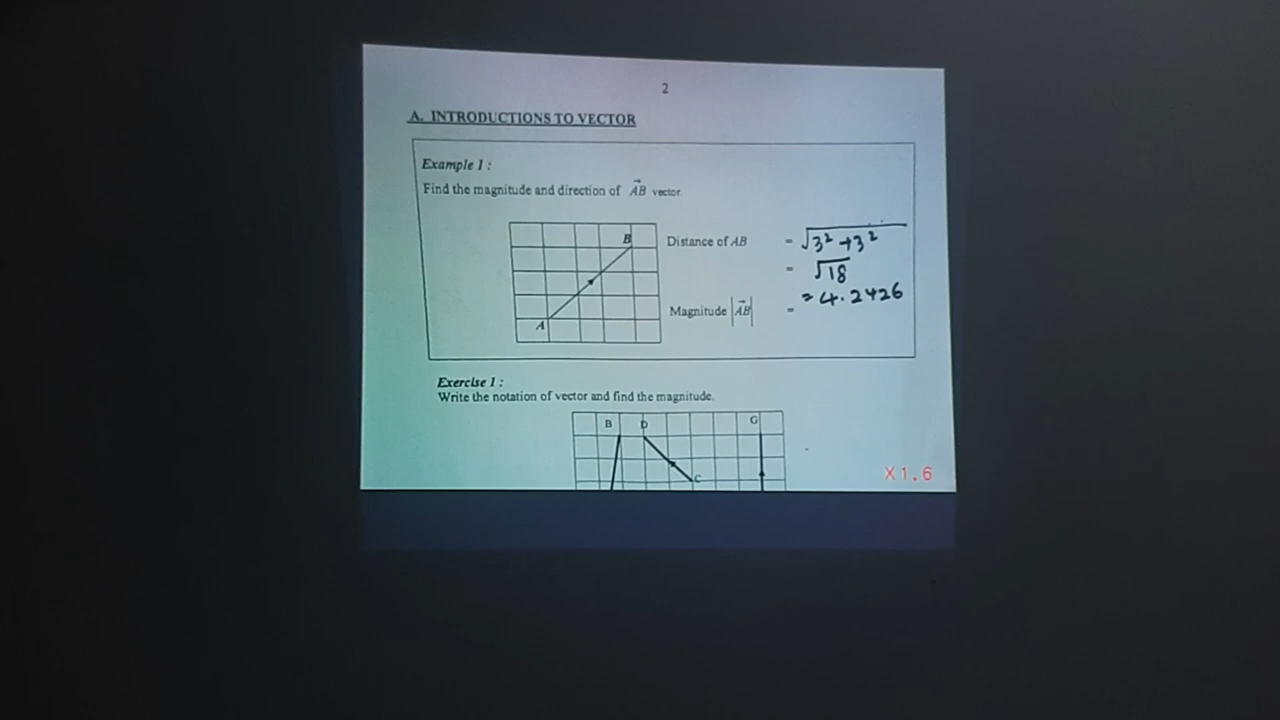 2
A. INTRODUCTIONS TO VECTOR
Example 1 :
Find the magnitude and direction of AB vector.
B
A
Distance of AB = √3² + 3²
= √18
= 4.2426
Magnitude |AB| =
Exercise 1 :
Write the notation of vector and find the magnitude.
B D G
C
X1.6